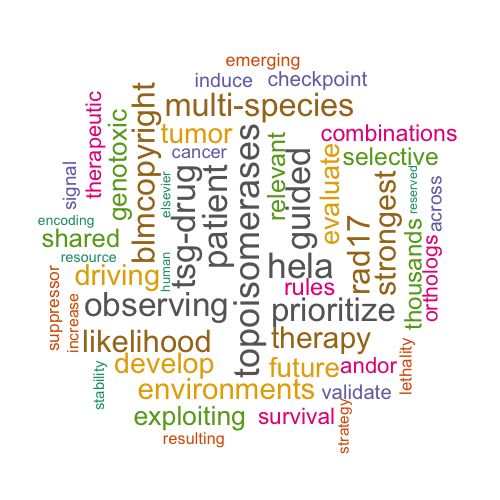 emerging
induce
checkpoint
multi-species
therapeutic
genotoxic
blmcopyright
tumor
combinations
cancer
relevant
guided
evaluate
selective
signal
elsevier
tsg-drug
patient
topoisomerases
strongest
reserved
across
encoding
shared
resource
human
hela
rad17
thousands
orthologs
driving
rules
suppressor
increase
observing
prioritize
likelihood
therapy
stability
develop
future
andor
lethality
environments
validate
exploiting
survival
strategy
resulting